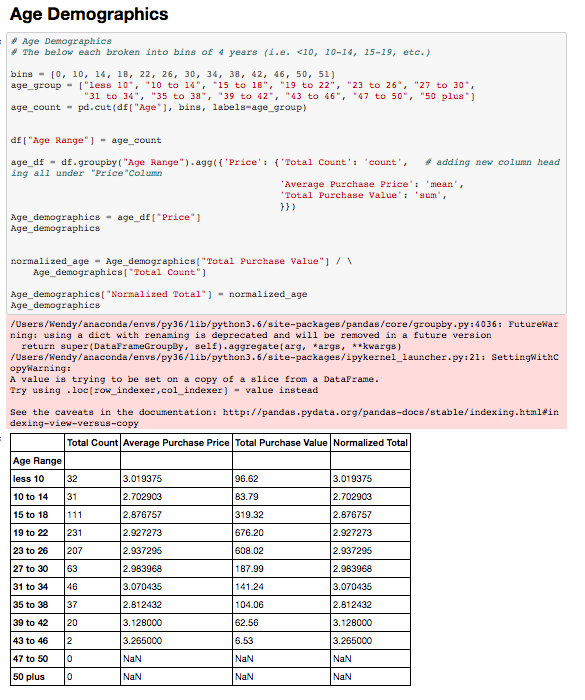 Age Demographics
# Age Demographics
# The below each broken into bins of 4 years (i.e. <10, 10-14, 15-19, etc.)
bins = [0, 10, 14, 18, 22, 26, 30, 34, 38, 42, 46, 50, 51]
age_group = ["less 10", "10 to 14", "15 to 18", "19 to 22", "23 to 26", "27 to 30",
"31 to 34", "35 to 38", "39 to 42", "43 to 46", "47 to 50", "50 plus"]
age_count = pd.cut(df["Age"], bins, labels=age_group)
df["Age Range"] = age_count
age_df = df.groupby("Age Range").agg({'Price': {'Total Count': 'count',   # adding new column head
ing all under "Price"Column
'Average Purchase Price': 'mean',
'Total Purchase Value': 'sum',
}})
Age_demographics = age_df["Price"]
Age_demographics
normalized_age = Age_demographics["Total Purchase Value"] / \
Age_demographics["Total Count"]
Age_demographics["Normalized Total"] = normalized_age
Age_demographics
/Users/Wendy/anaconda/envs/py36/lib/python3.6/site-packages/pandas/core/groupby.py:4036: FutureWar
ning: using a dict with renaming is deprecated and will be removed in a future version
return super(DataFrameGroupBy, self).aggregate(arg, *args, **kwargs)
/Users/Wendy/anaconda/envs/py36/lib/python3.6/site-packages/ipykernel_launcher.py:21: SettingWithC
opyWarning:
A value is trying to be set on a copy of a slice from a DataFrame.
Try using .loc[row_indexer,col_indexer] = value instead
See the caveats in the documentation: http://pandas.pydata.org/pandas-docs/stable/indexing.html#in
dexing-view-versus-copy
Total Count Average Purchase Price Total Purchase Value Normalized Total
Age Range
less 10 32 3.019375 96.62 3.019375
10 to 14 31 2.702903 83.79 2.702903
15 to 18 111 2.876757 319.32 2.876757
19 to 22 231 2.927273 676.20 2.927273
23 to 26 207 2.937295 608.02 2.937295
27 to 30 63 2.983968 187.99 2.983968
31 to 34 46 3.070435 141.24 3.070435
35 to 38 37 2.812432 104.06 2.812432
39 to 42 20 3.128000 62.56 3.128000
43 to 46 2 3.265000 6.53 3.265000
47 to 50 0 NaN NaN NaN
50 plus 0 NaN NaN NaN